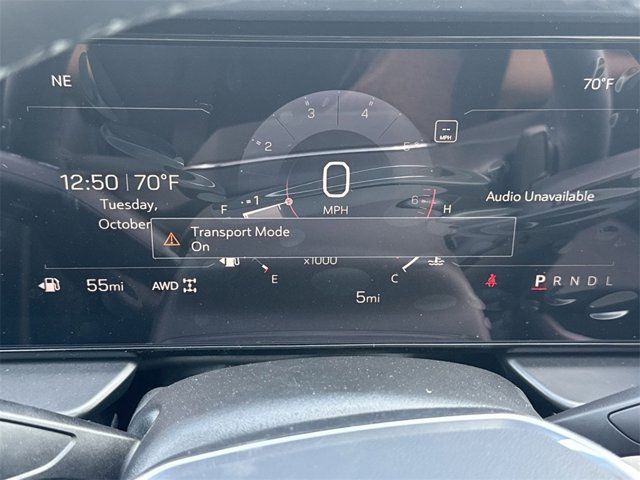 NE
70°F
3 4
2 5
--
MPH
12:50 | 70°F
0
Tuesday,
F 1 6 H
MPH
Audio Unavailable
October
Transport Mode
On
x1000
E C
55mi AWD
P R N D L
5mi